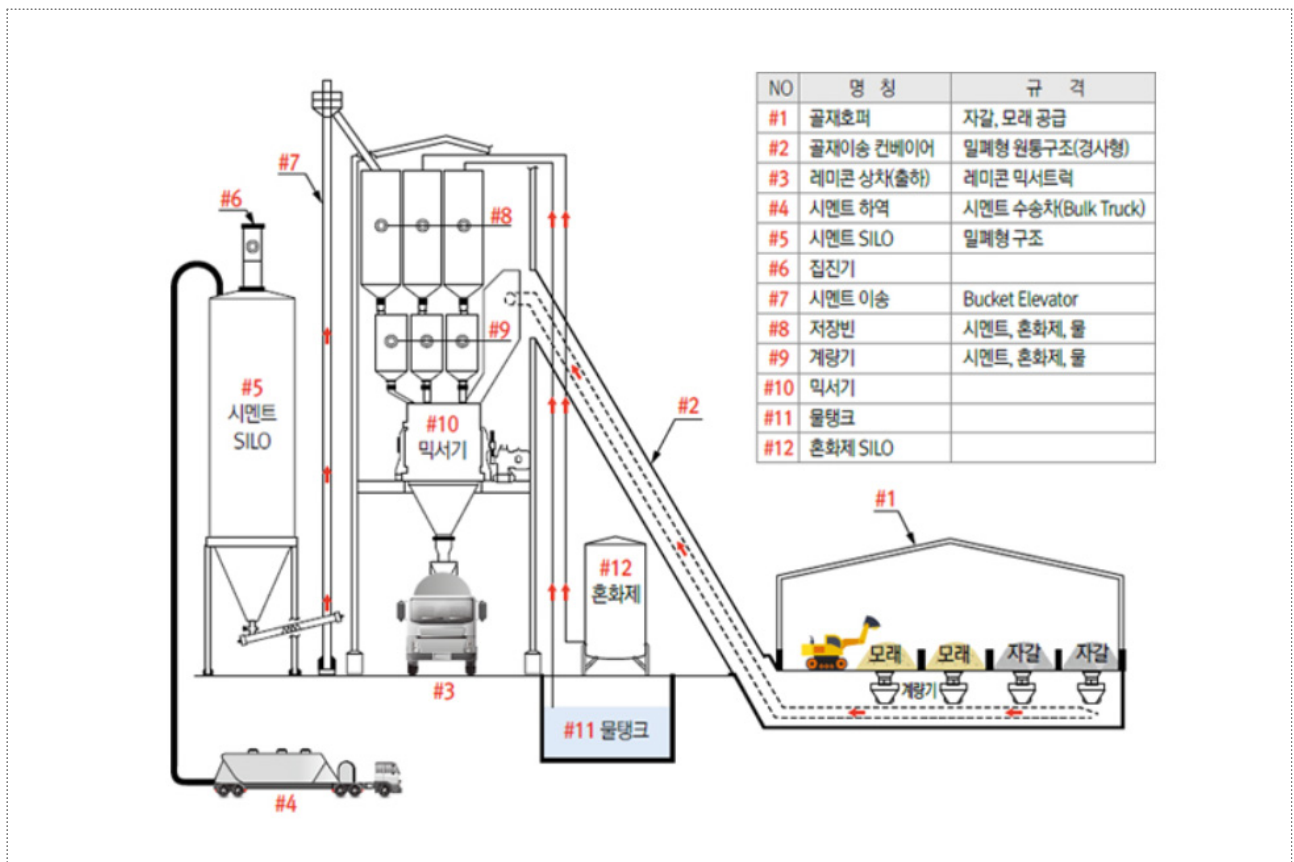 NO 명 칭 규 격
#1 골재호퍼 자갈, 모래 공급
#2 골재이송 컨베이어 밀폐형 원통구조(경사형)
#3 레미콘 상차(출하) 레미콘 믹서트럭
#4 시멘트 하역 시멘트 수송차(Bulk Truck)
#5 시멘트 SILO 밀폐형 구조
#6 집진기
#7 시멘트 이송 Bucket Elevator
#8 저장빈 시멘트, 혼화제, 물
#9 계량기 시멘트, 혼화제, 물
#10 믹서기
#11 물탱크
#12 혼화제 SILO
#7
#6
#8
#9
#5
시멘트
SILO
#10
믹서기
#2
#1
#12
혼화제
모래 모래 자갈 자갈
계량기
#3
#11 물탱크
#4